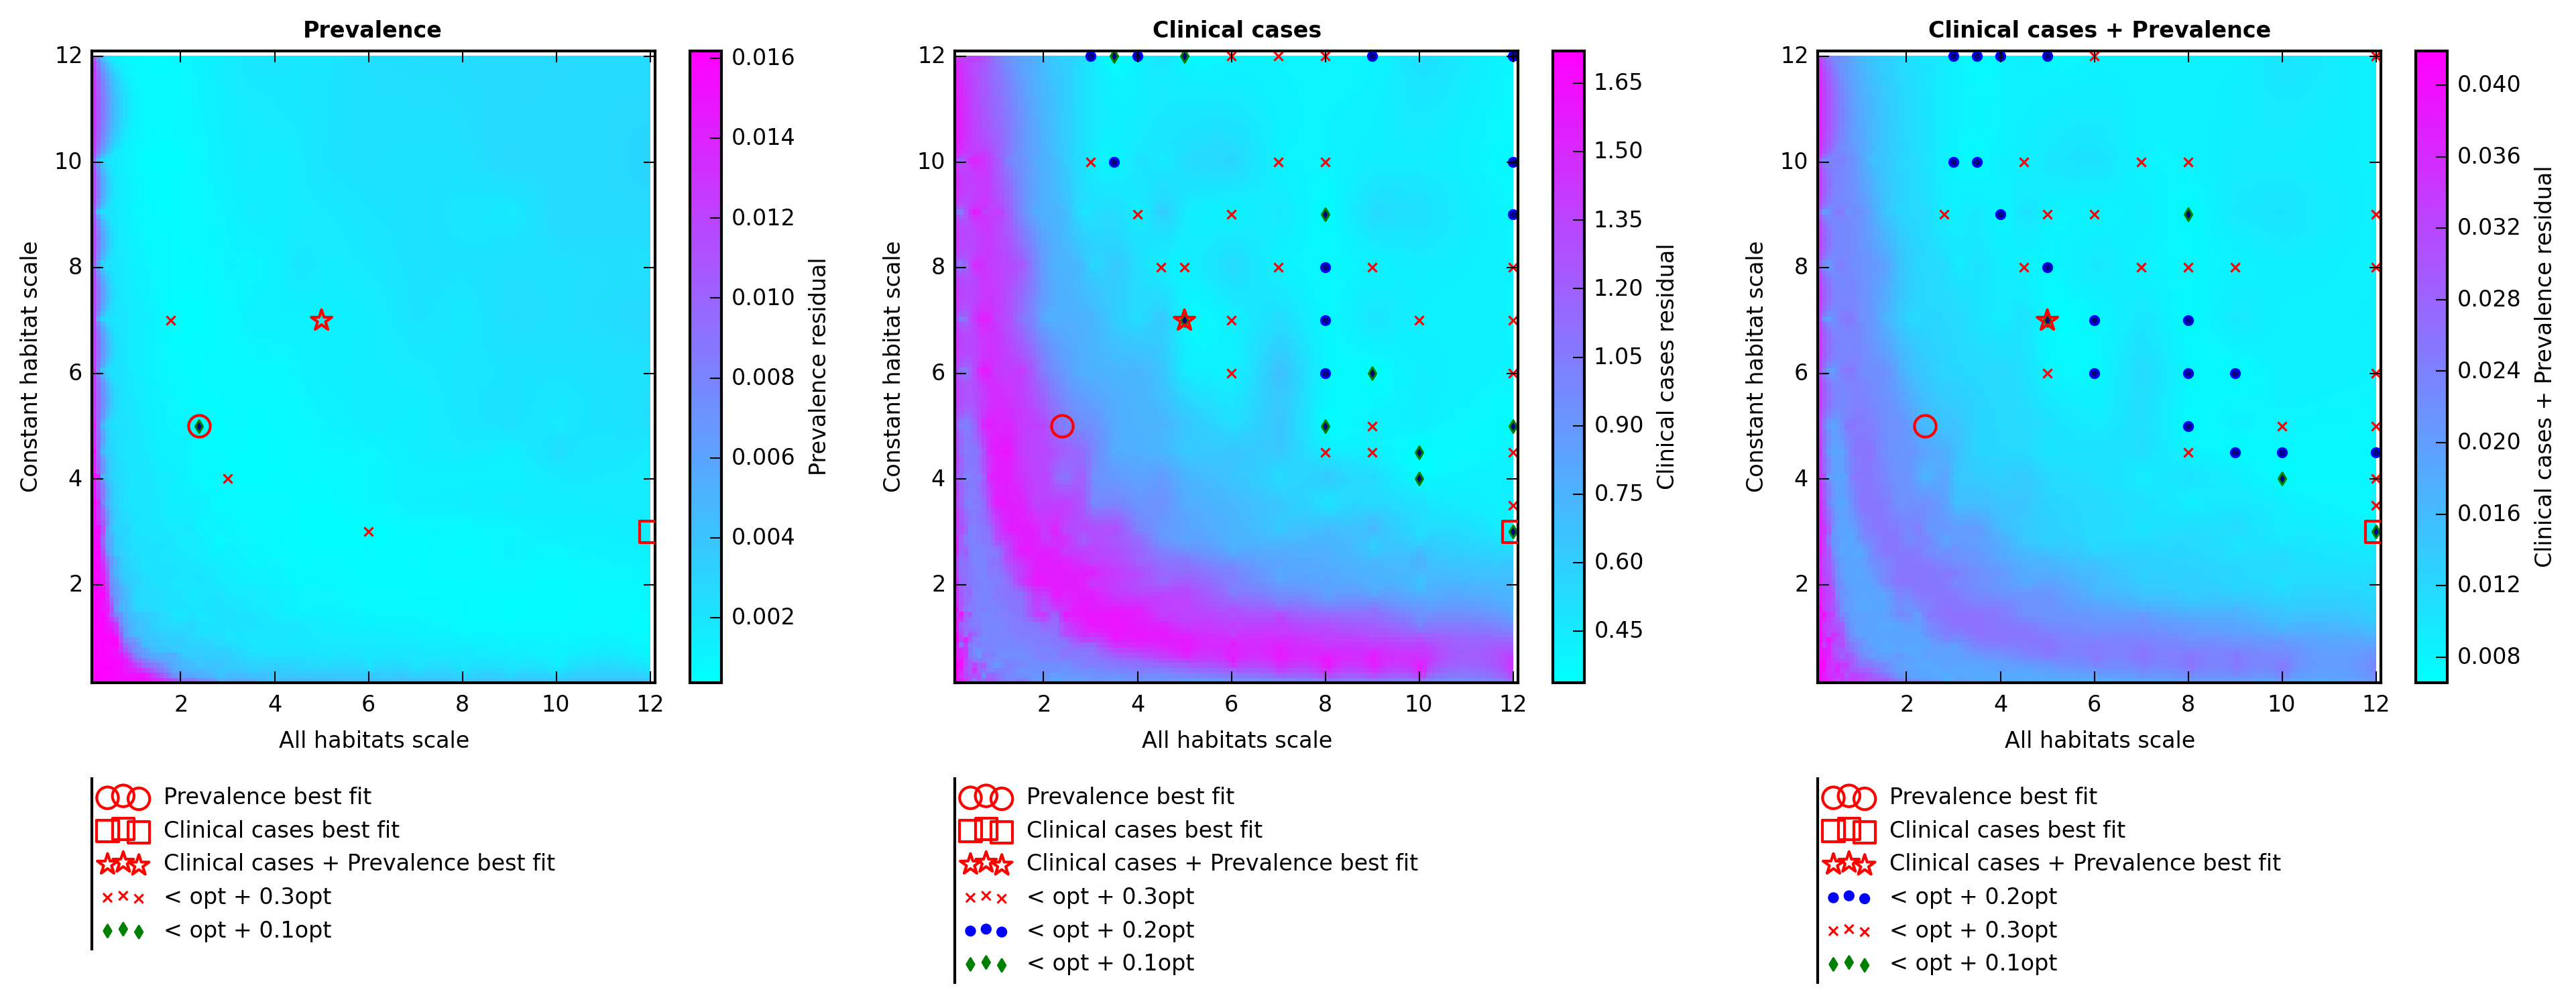 Prevalence
12
10
8
6
4
2
2 4 6 8 10 12
Constant habitat scale
All habitats scale
0.016
0.014
0.012
0.010
0.008
0.006
0.004
0.002
Prevalence residual
Prevalence best fit
Clinical cases best fit
Clinical cases + Prevalence best fit
< opt + 0.3opt
< opt + 0.1opt
Clinical cases
12
10
8
6
4
2
2 4 6 8 10 12
Constant habitat scale
All habitats scale
1.65
1.50
1.35
1.20
1.05
0.90
0.75
0.60
0.45
Clinical cases residual
Prevalence best fit
Clinical cases best fit
Clinical cases + Prevalence best fit
< opt + 0.3opt
< opt + 0.2opt
< opt + 0.1opt
Clinical cases + Prevalence
12
10
8
6
4
2
2 4 6 8 10 12
Constant habitat scale
All habitats scale
0.040
0.036
0.032
0.028
0.024
0.020
0.016
0.012
0.008
Clinical cases + Prevalence residual
Prevalence best fit
Clinical cases best fit
Clinical cases + Prevalence best fit
< opt + 0.2opt
< opt + 0.3opt
< opt + 0.1opt